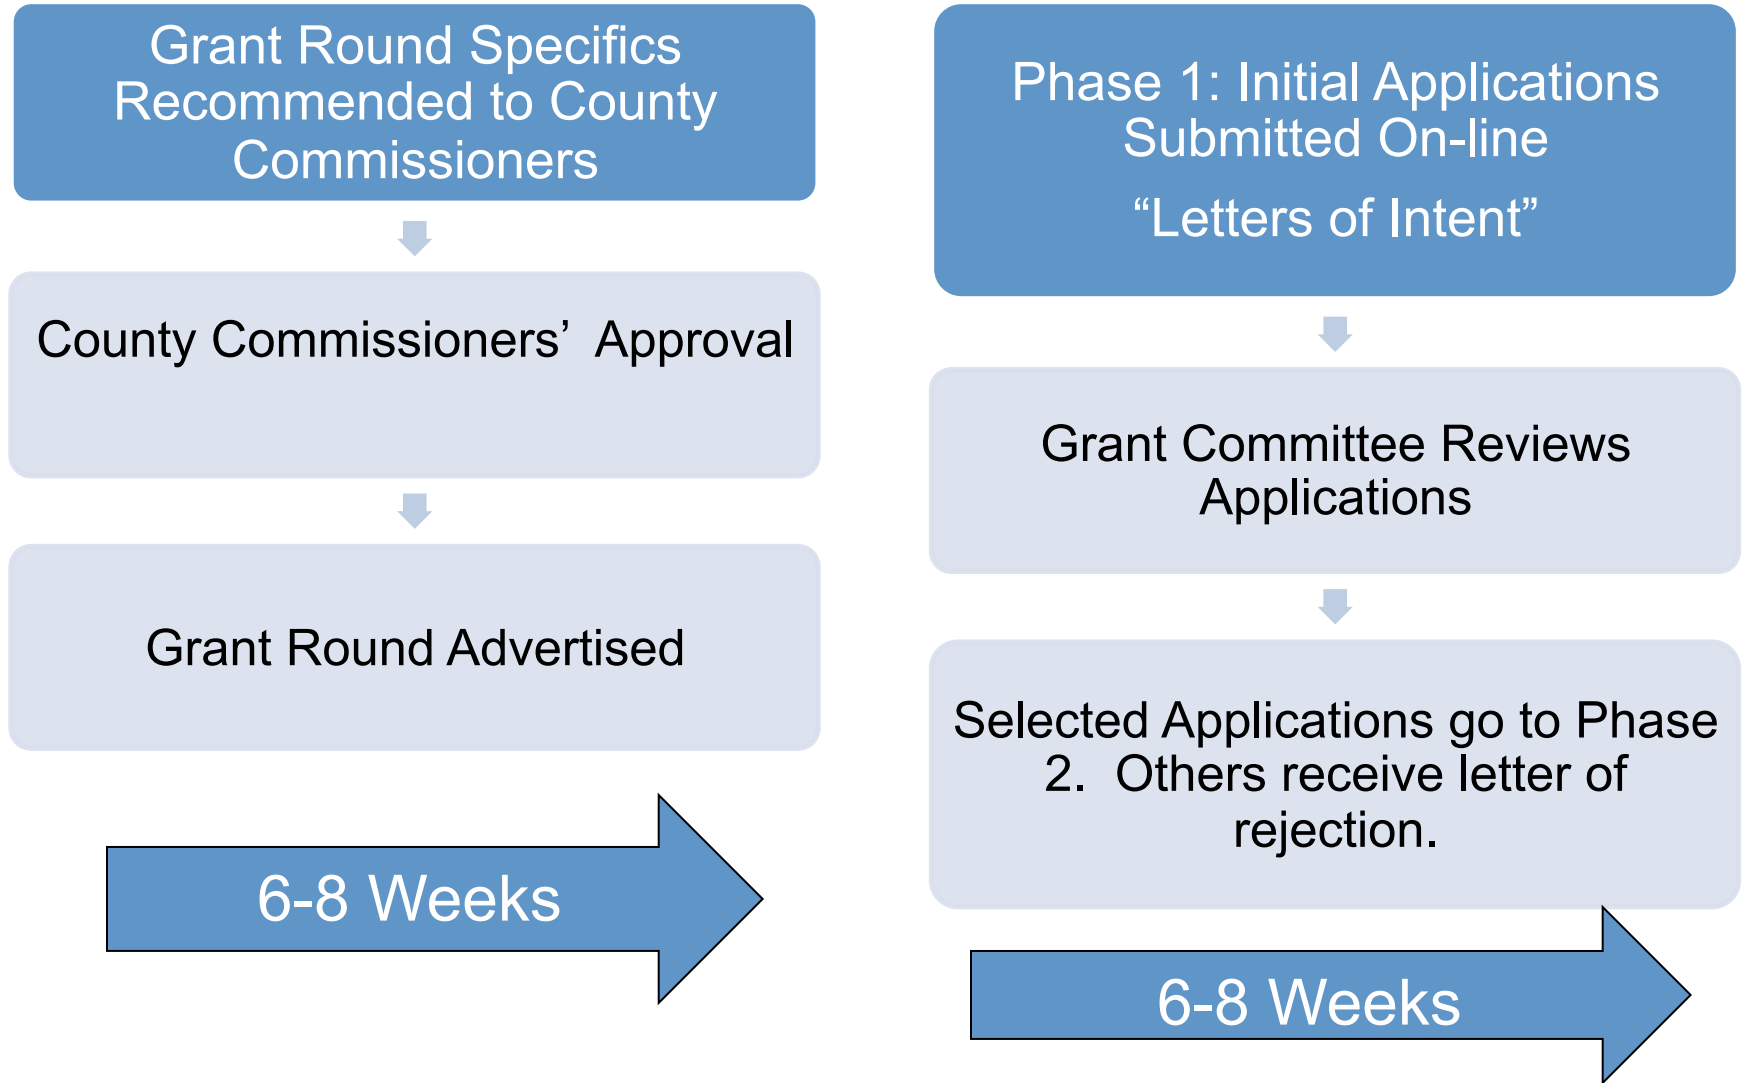 Grant Round Specifics
Recommended to County
Commissioners
County Commissioners’  Approval
Grant Round Advertised
6-8 Weeks
Phase 1: Initial Applications
Submitted On-line
“Letters of Intent”
Grant Committee Reviews
Applications
Selected Applications go to Phase
2.  Others receive letter of
rejection.
6-8 Weeks